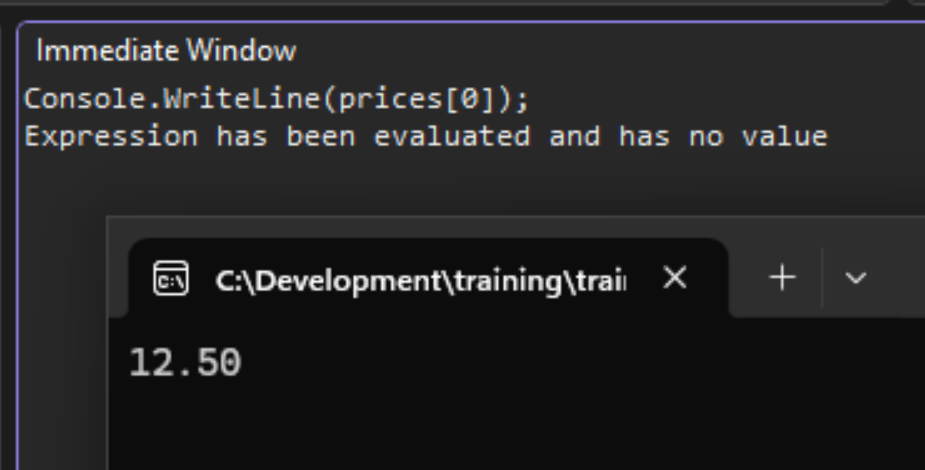 Immediate Window
Console.WriteLine(prices[0]);
Expression has been evaluated and has no value
C:\Development\training\trai
12.50